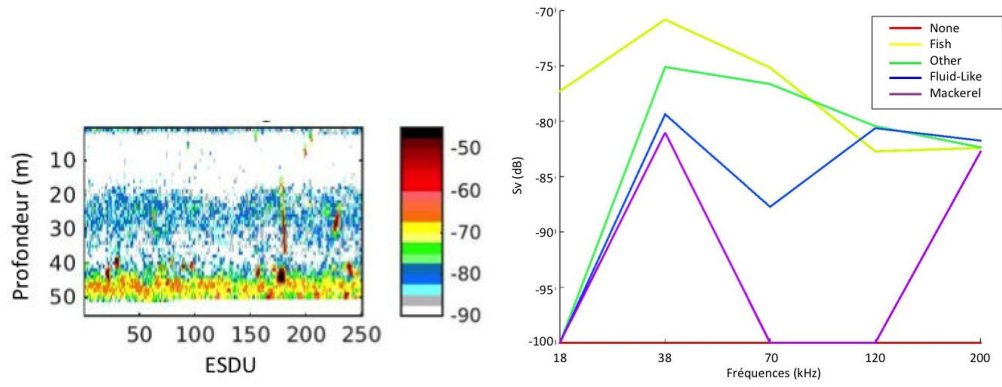 Profondeur (m)
10
20
30
40
50
50 100 150 200 250
ESDU
-50
-60
-70
-80
-90
Sv (dB)
-70
-75
-80
-85
-90
-95
-100
18 38 70 120 200
Fréquences (kHz)
None
Fish
Other
Fluid-Like
Mackerel